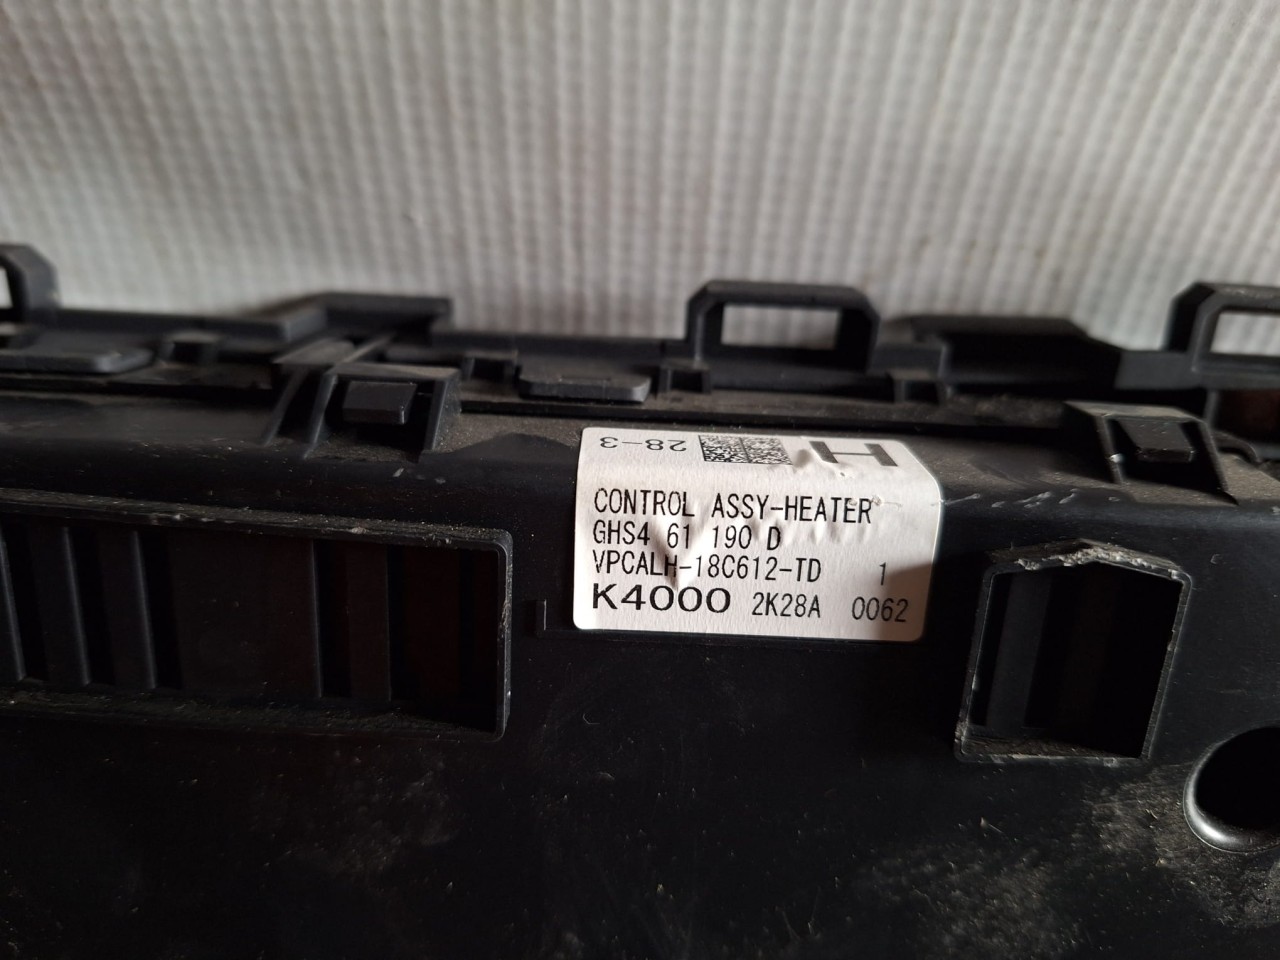 28-3
H
CONTROL ASSY-HEATER
GHS4 61 190 D
VPCALH-18C612-TD 1
K4000 2K28A 0062